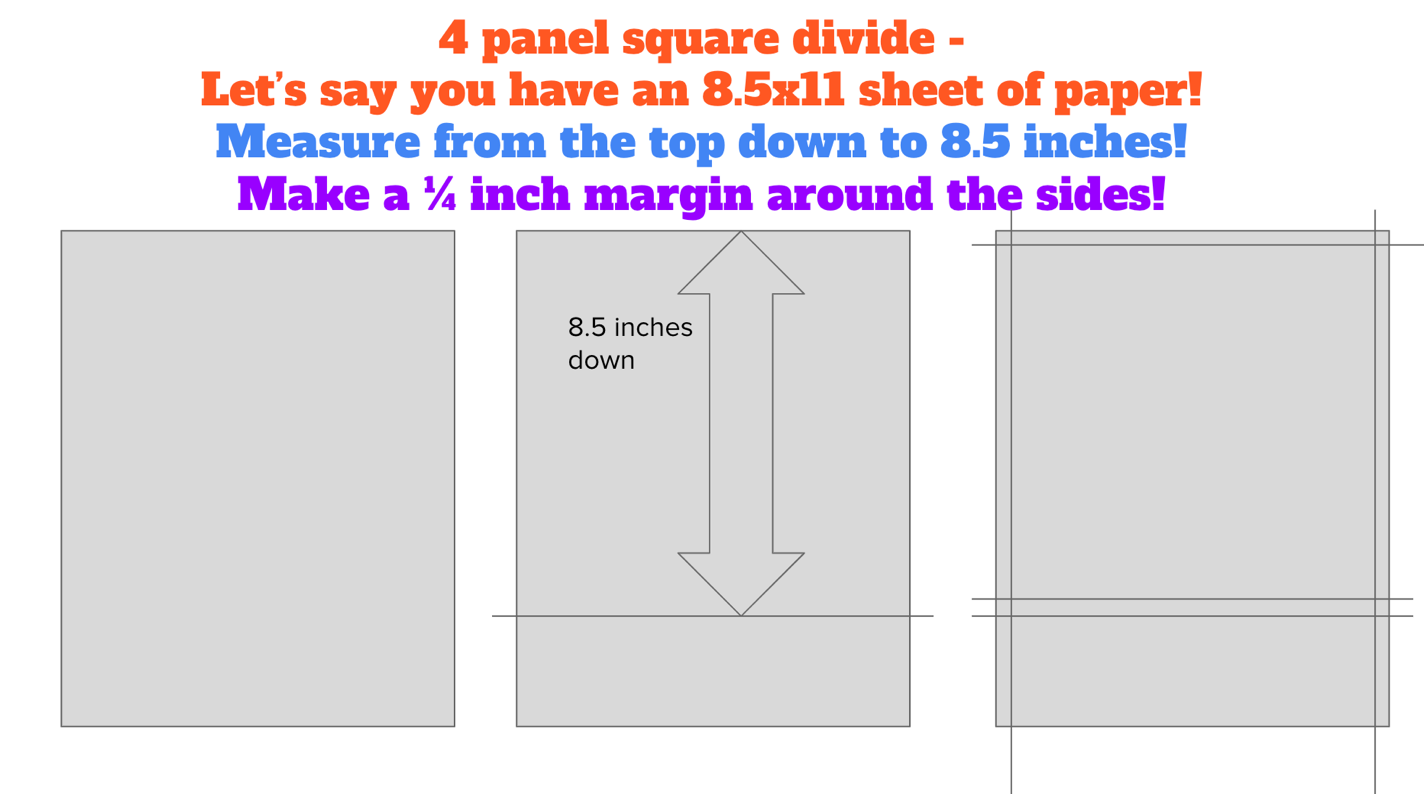 4 panel square divide -
Let’s say you have an 8.5x11 sheet of paper!
Measure from the top down to 8.5 inches!
Make a ¼ inch margin around the sides!
8.5 inches
down